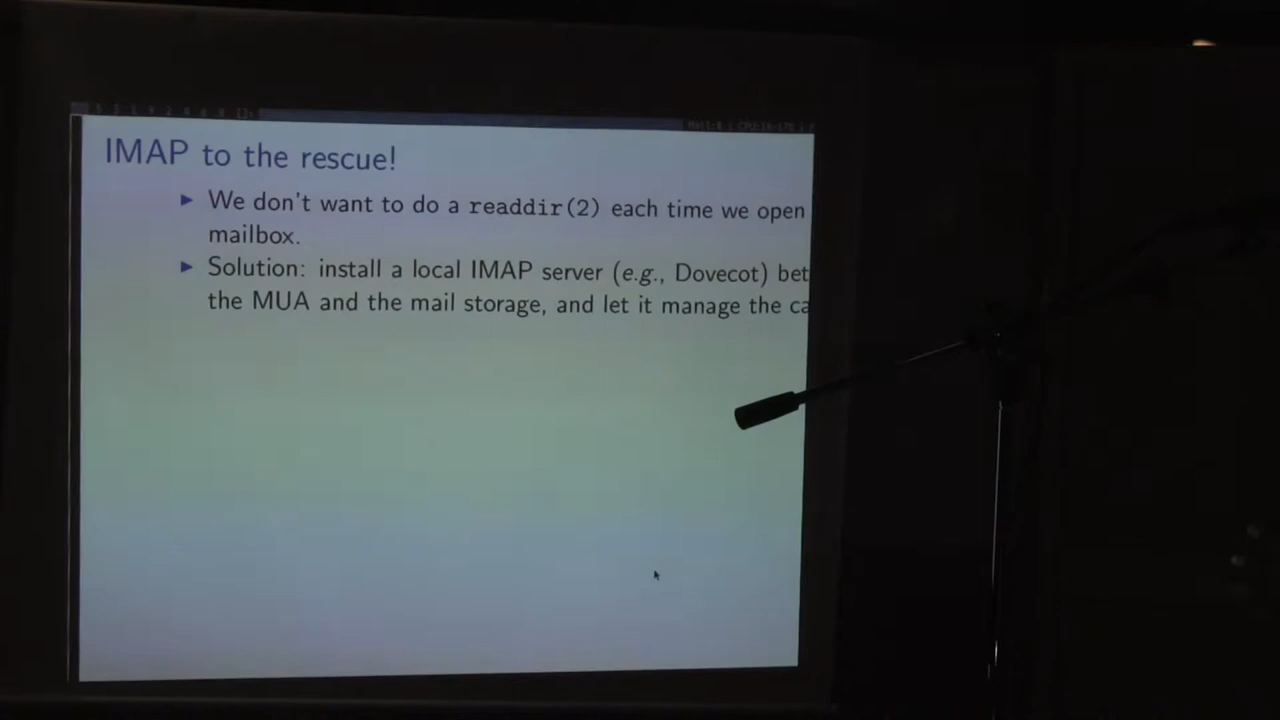 IMAP to the rescue!
▶ We don't want to do a readdir(2) each time we open
mailbox.
▶ Solution: install a local IMAP server (e.g., Dovecot) bet
the MUA and the mail storage, and let it manage the ca